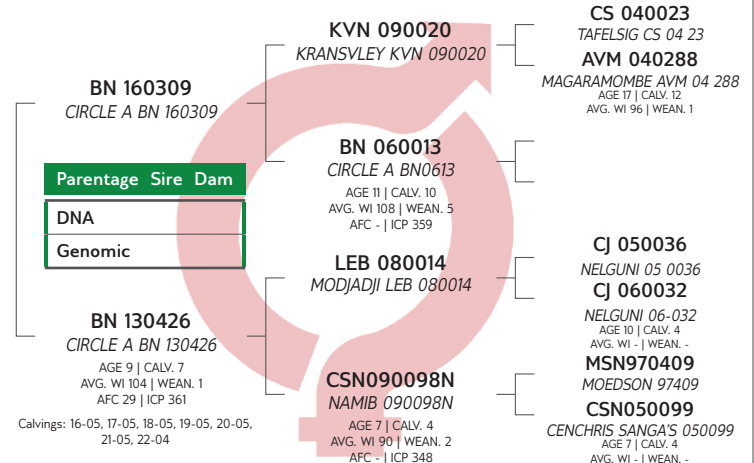 BN 160309
CIRCLE A BN 160309
Parentage Sire Dam
DNA
Genomic
BN 130426
CIRCLE A BN 130426
AGE 9 | CALV. 7
AVG. WI 104 | WEAN. 1
AFC 29 | ICP 361
Calvings: 16-05, 17-05, 18-05, 19-05, 20-05,
21-05, 22-04
KVN 090020
KRANSVLEY KVN 090020
BN 060013
CIRCLE A BN0613
AGE 11 | CALV. 10
AVG. WI 108 | WEAN. 5
AFC - | ICP 359
LEB 080014
MODJADJI LEB 080014
CSN090098N
NAMIB 090098N
AGE 7 | CALV. 4
AVG. WI 90 | WEAN. 2
AFC - | ICP 348
CS 040023
TAFELSIG CS 04 23
AVM 040288
MAGARAMOMBE AVM 04 288
AGE 17 | CALV. 12
AVG. WI 96 | WEAN. 1
CJ 050036
NELGUNI 05 0036
CJ 060032
NELGUNI 06-032
AGE 10 | CALV. 4
AVG. WI - | WEAN. -
MSN970409
MOEDSON 97409
CSN050099
CENCHRIS SANGA'S 050099
AGE 7 | CALV. 4
AVG. WI - | WEAN. -